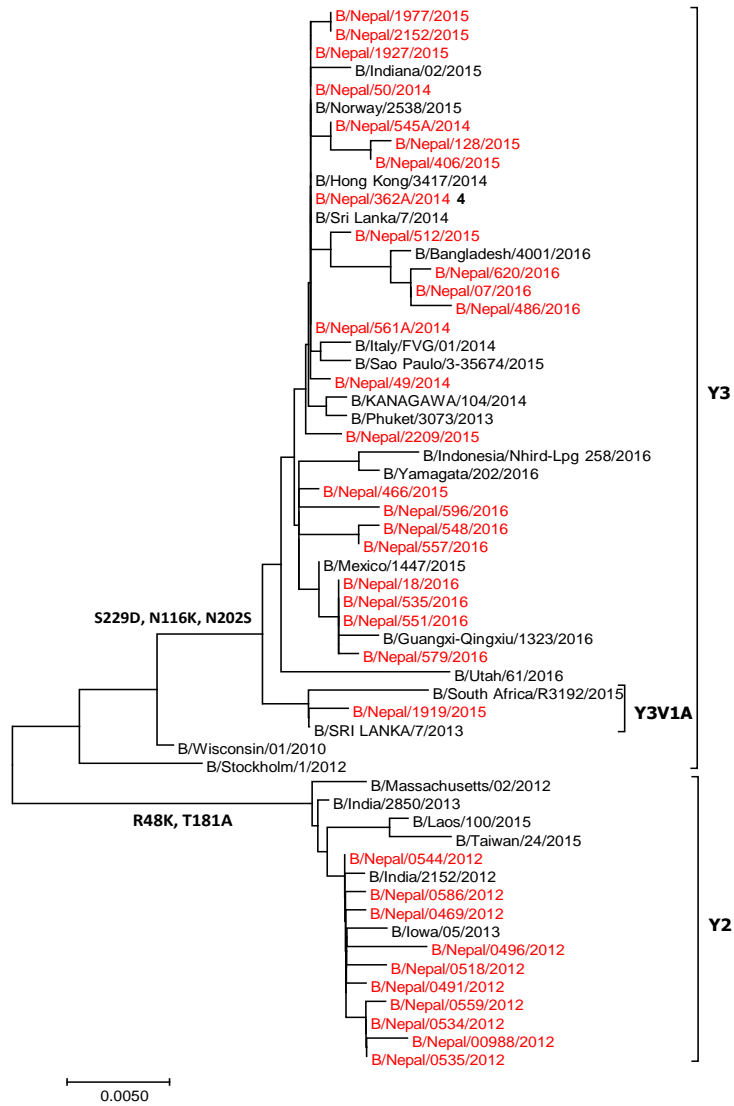 B/Nepal/1977/2015
B/Nepal/2152/2015
B/Nepal/1927/2015
B/Indiana/02/2015
B/Nepal/50/2014
B/Norway/2538/2015
B/Nepal/545A/2014
B/Nepal/128/2015
B/Nepal/406/2015
B/Hong Kong/3417/2014
B/Nepal/362A/2014 4
B/Sri Lanka/7/2014
B/Nepal/512/2015
B/Bangladesh/4001/2016
B/Nepal/620/2016
B/Nepal/07/2016
B/Nepal/486/2016
B/Nepal/561A/2014
B/Italy/FVG/01/2014
B/Sao Paulo/3-35674/2015
B/Nepal/49/2014
Y3
B/KANAGAWA/104/2014
B/Phuket/3073/2013
B/Nepal/2209/2015
B/Indonesia/Nhird-Lpg 258/2016
B/Yamagata/202/2016
B/Nepal/466/2015
B/Nepal/596/2016
B/Nepal/548/2016
B/Nepal/557/2016
B/Mexico/1447/2015
B/Nepal/18/2016
B/Nepal/535/2016
S229D, N116K, N202S
B/Nepal/551/2016
B/Guangxi-Qingxiu/1323/2016
B/Nepal/579/2016
B/Utah/61/2016
B/South Africa/R3192/2015
B/Nepal/1919/2015
Y3V1A
B/SRI LANKA/7/2013
B/Wisconsin/01/2010
B/Stockholm/1/2012
B/Massachusetts/02/2012
B/India/2850/2013
R48K, T181A
B/Laos/100/2015
B/Taiwan/24/2015
B/Nepal/0544/2012
B/India/2152/2012
B/Nepal/0586/2012
B/Nepal/0469/2012
Y2
B/Iowa/05/2013
B/Nepal/0496/2012
B/Nepal/0518/2012
B/Nepal/0491/2012
B/Nepal/0559/2012
B/Nepal/0534/2012
B/Nepal/00988/2012
B/Nepal/0535/2012
0.0050